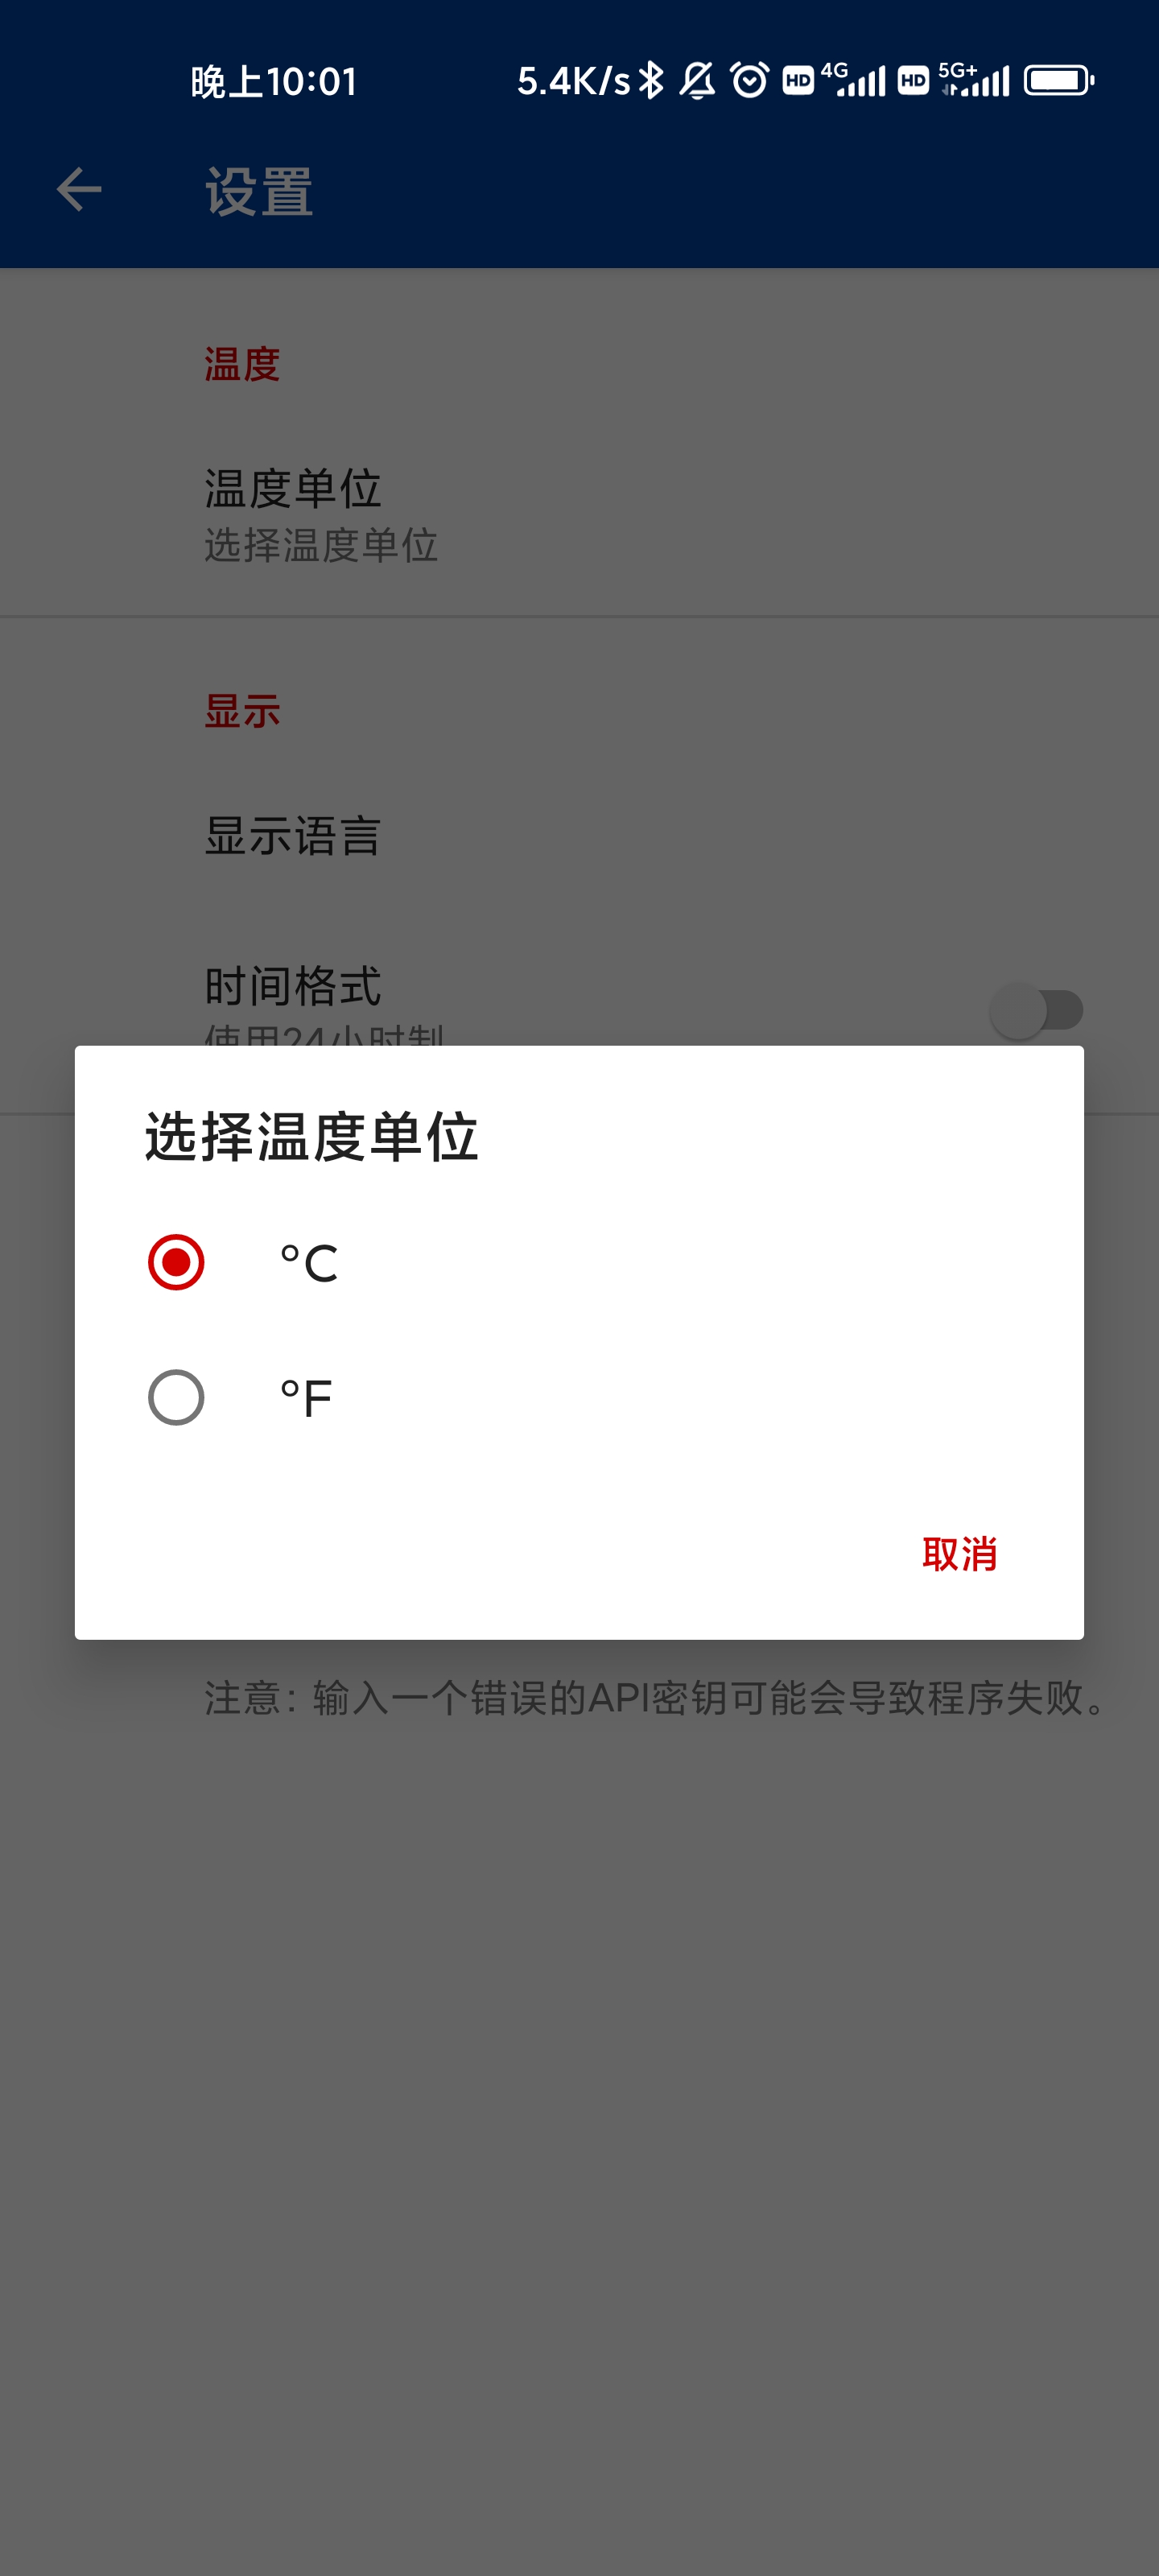 晚上10:01
5.4K/s
HD
4G
HD
5G+
设置
温度
温度单位
选择温度单位
显示
显示语言
时间格式
使用24小时制
选择温度单位
°C
°F
取消
注意：输入一个错误的API密钥可能会导致程序失败。